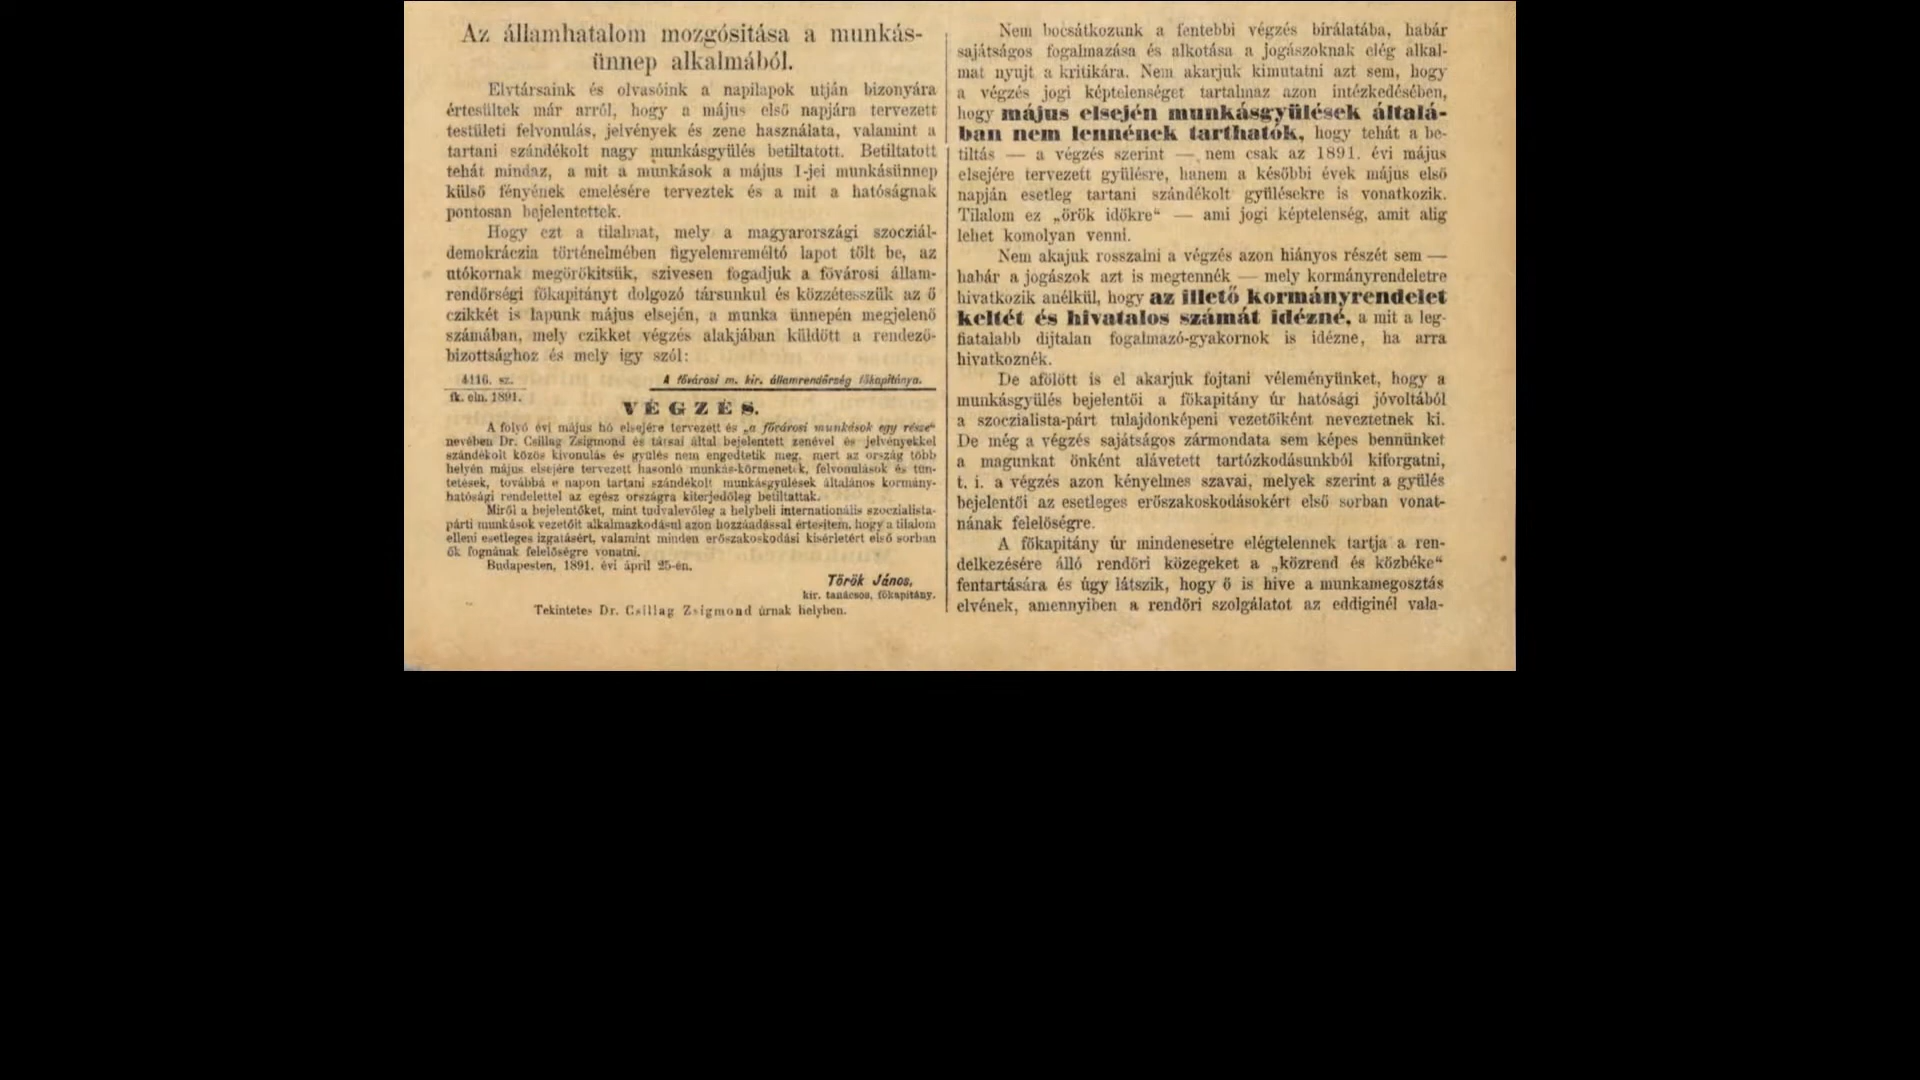 Az államhatalom mozgósitása a munkás-
ünnep alkalmából.
Elvtársaink és olvasóink a napilapok utján bizonyára
értesültek már arról, hogy a május első napjára tervezett
testületi felvonulás, jelvények és zene használata, valamint a
tartani szándékolt nagy munkásgyülés betiltatott. Betiltatott
tehát mindaz, a mit a munkások a május 1-jei munkásünnep
külső fényének emelésére terveztek és a mit a hatóságnak
pontosan bejelentettek.
Hogy ezt a tilalmat, mely a magyarországi szocziál-
demokráczia történelmében figyelemreméltó lapot tölt be, az
utókornak megörökitsük, szivesen fogadjuk a fővárosi állam-
rendőrségi főkapitányt dolgozó társunkul és közzétesszük az ő
czikkét is lapunk május elsején, a munka ünnepén megjelenő
számában, mely czikket végzés alakjában küldött a rendező-
bizottsághoz és mely igy szól:
4116. sz.
fk. eln. 1891.
A fővárosi m. kir. államrendőrség főkapitánya.
VÉGZÉS.
A folyó évi május hó elsejére tervezett és „a fővárosi munkások egy része“
nevében Dr. Csillag Zsigmond és társai által bejelentett zenével és jelvényekkel
szándékolt közös kivonulás és gyülés nem engedtetik meg, mert az ország több
helyén május elsejére tervezett hasonló munkás-körmenetek, felvonulások és tün-
tetések, továbbá e napon tartani szándékolt munkásgyülések általános kormány-
hatósági rendelettel az egész országra kiterjedőleg betiltattak.
Miről a bejelentőket, mint tudvalevőleg a helybeli internationális szoczialista-
párti munkások vezetőit alkalmazkodásul azon hozzáadással értesitem, hogy a tilalom
elleni esetleges izgatásért, valamint minden erőszakoskodási kisérletért első sorban
ők fognának felelőségre vonatni.
Budapesten, 1891. évi április 25-én.
Török János,
kir. tanácsos, főkapitány.
Tekintetes Dr. Csillag Zsigmond úrnak helyben.
Nem bocsátkozunk a fentebbi végzés birálatába, habár
sajátságos fogalmazása és alkotása a jogászoknak elég alkal-
mat nyujt a kritikára. Nem akarjuk kimutatni azt sem, hogy
a végzés jogi képtelenséget tartalmaz azon intézkedésében,
hogy május elsején munkásgyülések általá-
ban nem lennének tarthatók, hogy tehát a be-
tiltás — a végzés szerint — nem csak az 1891. évi május
elsejére tervezett gyülésre, hanem a későbbi évek május első
napján esetleg tartani szándékolt gyülésekre is vonatkozik.
Tilalom ez „örök időkre“ — ami jogi képtelenség, amit alig
lehet komolyan venni.
Nem akajuk rosszalni a végzés azon hiányos részét sem —
habár a jogászok azt is megtennék — mely kormányrendeletre
hivatkozik anélkül, hogy az illető kormányrendelet
keltét és hivatalos számát idézné, a mit a leg-
fiatalabb dijtalan fogalmazó-gyakornok is idézne, ha arra
hivatkoznék.
De afölött is el akarjuk fojtani véleményünket, hogy a
munkásgyülés bejelentői a főkapitány úr hatósági jóvoltából
a szoczialista-párt tulajdonképeni vezetőiként neveztetnek ki.
De még a végzés sajátságos zármondata sem képes bennünket
a magunkat önként alávetett tartózkodásunkból kiforgatni,
t. i. a végzés azon kényelmes szavai, melyek szerint a gyülés
bejelentői az esetleges erőszakoskodásokért első sorban vonat-
nának felelőségre.
A főkapitány úr mindenesetre elégtelennek tartja a ren-
delkezésére álló rendőri közegeket a „közrend és közbéke“
fentartására és úgy látszik, hogy ő is hive a munkamegosztás
elvének, amennyiben a rendőri szolgálatot az eddiginél vala-